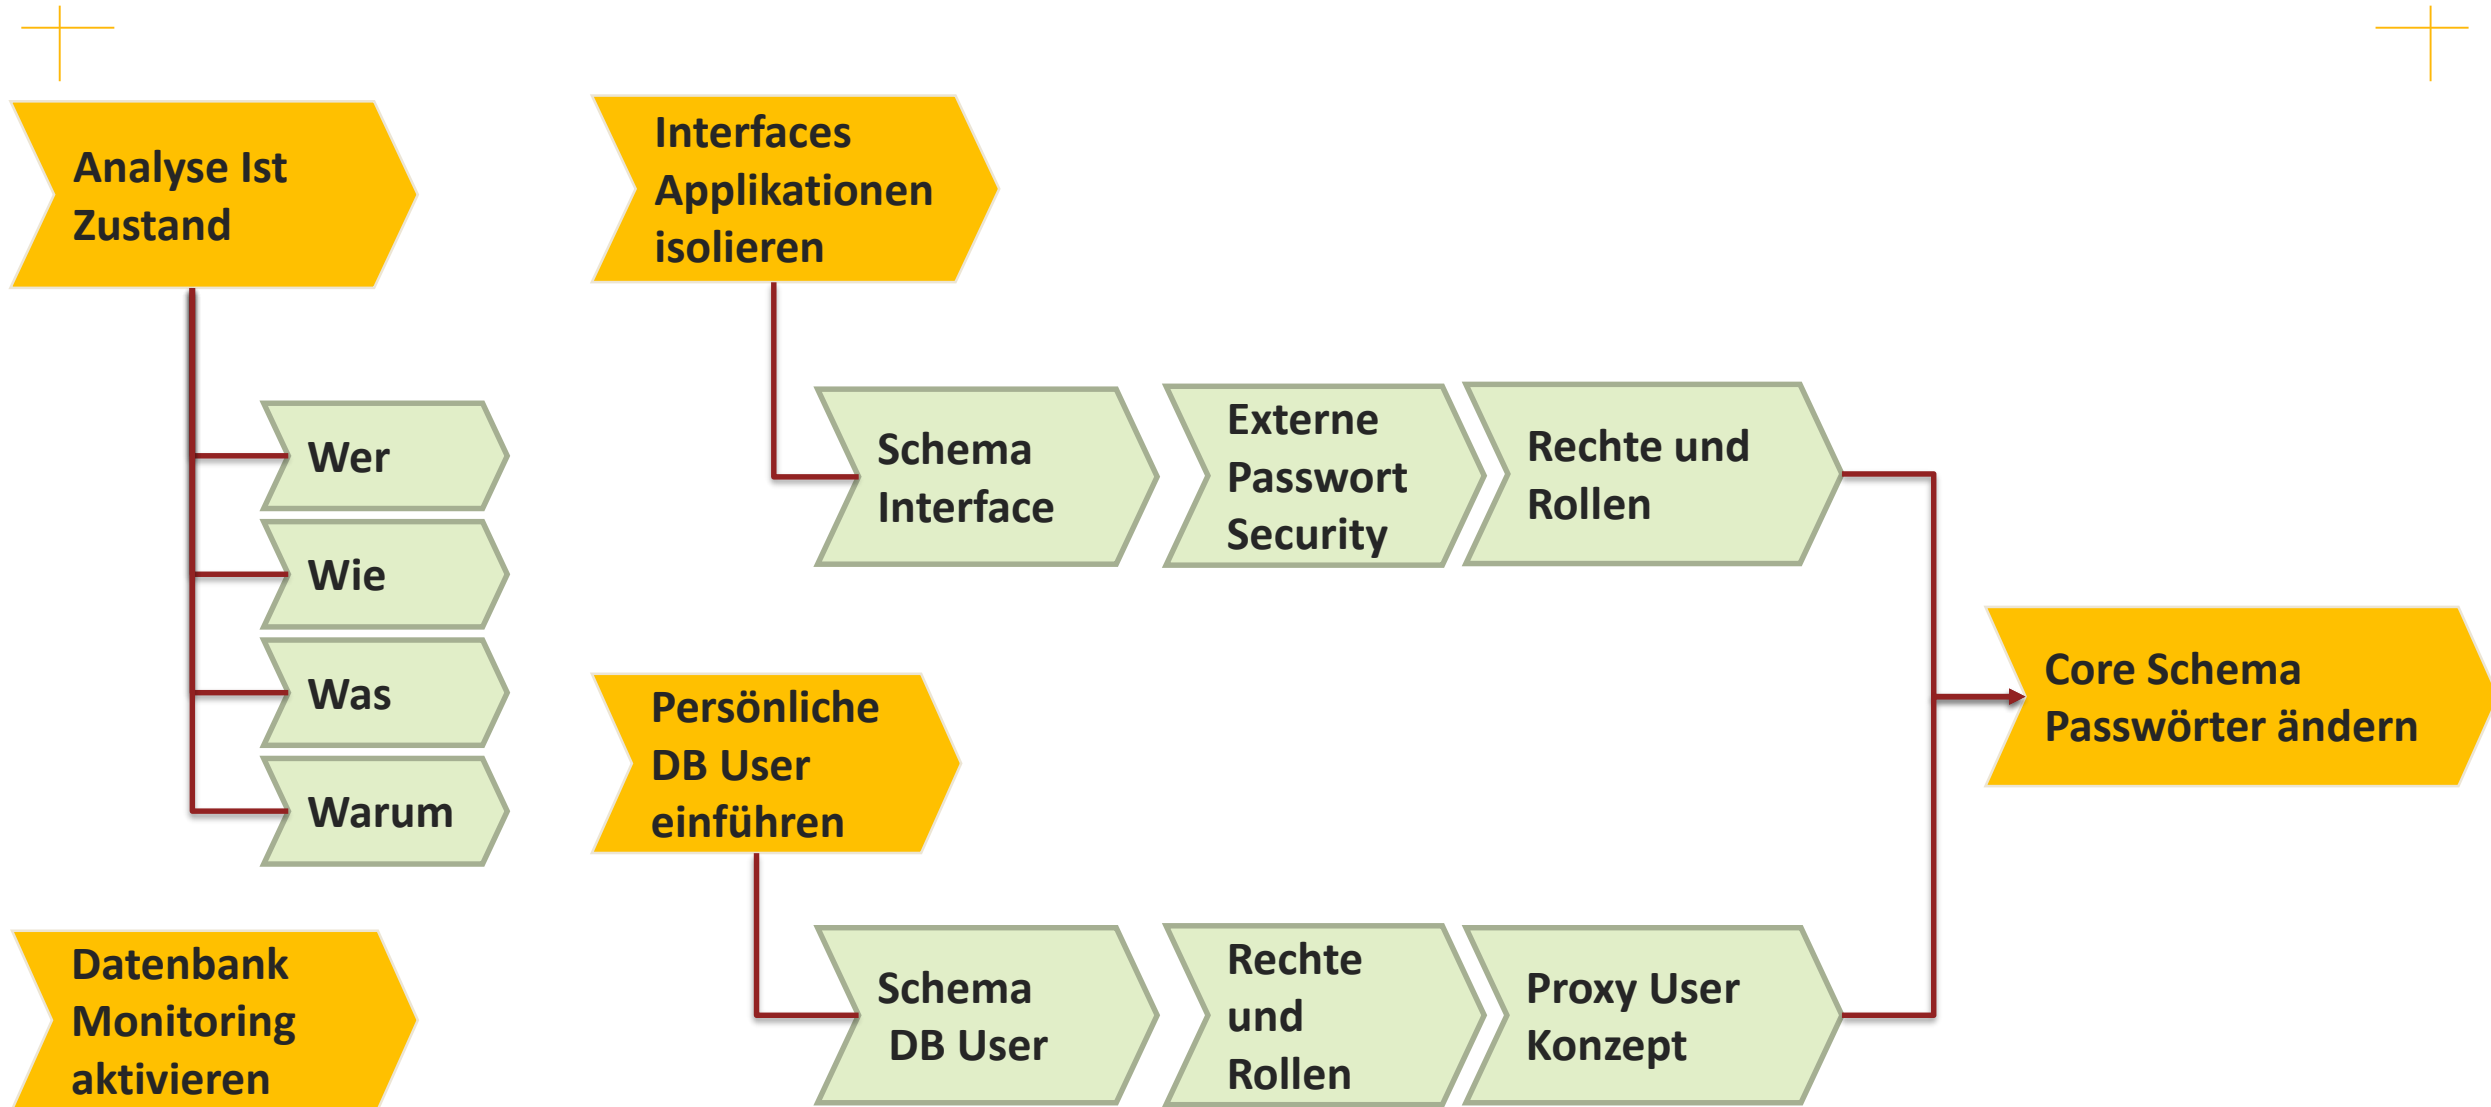 Analyse Ist
Zustand
Wer
Wie
Was
Warum
Datenbank
Monitoring
aktivieren
Interfaces
Applikationen
isolieren
Schema
Interface
Externe
Passwort
Security
Rechte und
Rollen
Persönliche
DB User
einführen
Schema
DB User
Rechte
und
Rollen
Proxy User
Konzept
Core Schema
Passwörter ändern